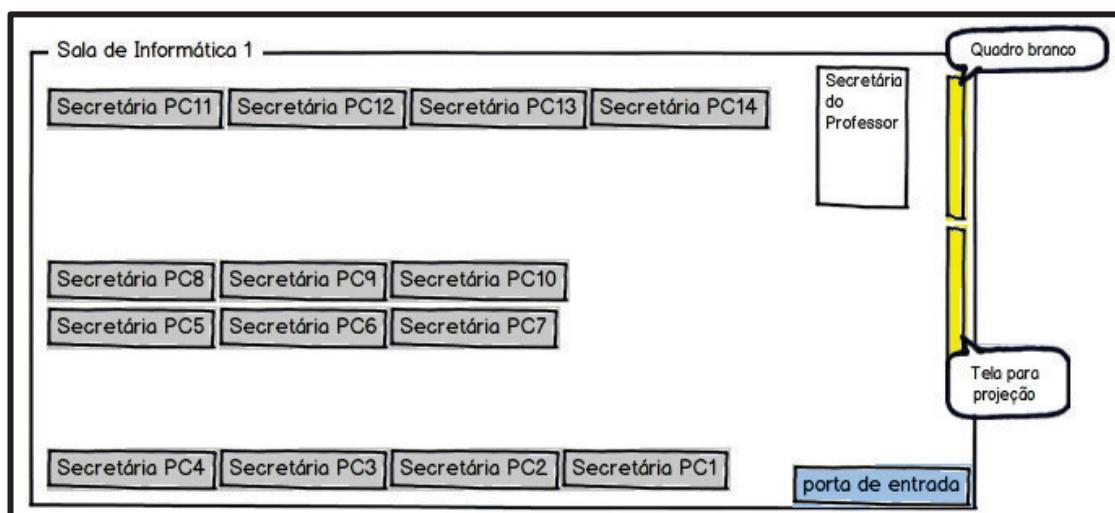 Sala de Informática 1
Quadro branco
Secretária
do
Professor
Secretária PC11 Secretária PC12 Secretária PC13 Secretária PC14
Secretária PC8 Secretária PC9 Secretária PC10
Secretária PC5 Secretária PC6 Secretária PC7
Tela para
projeção
Secretária PC4 Secretária PC3 Secretária PC2 Secretária PC1
porta de entrada